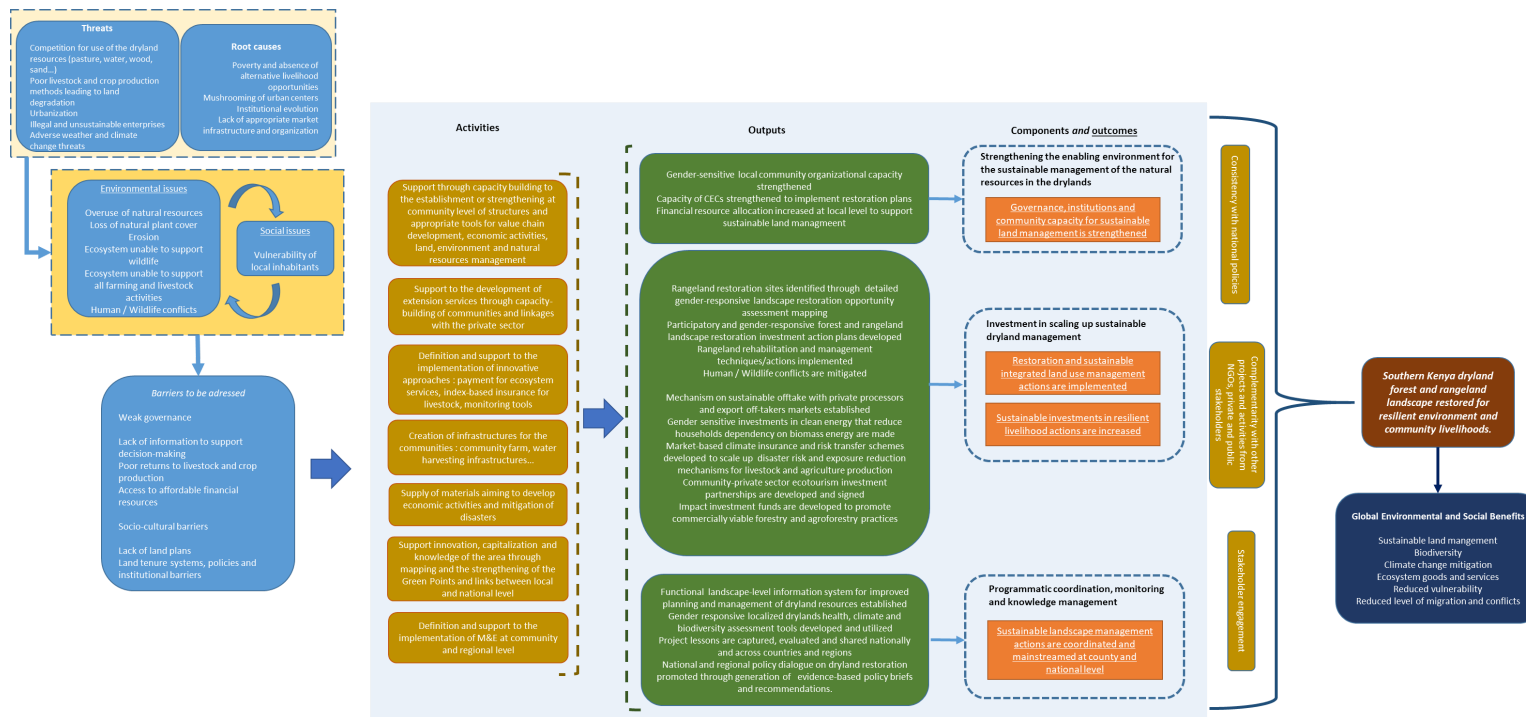 Threats
Competition for use of the dryland
resources (pasture, water, wood,
sand...)
Poor livestock and crop production
methods leading to land
degradation
Urbanization
Illegal and unsustainable enterprises
Adverse weather and climate
change threats
Root causes
Poverty and absence of
alternative livelihood
opportunities
Mushrooming of urban centers
Institutional evolution
Lack of appropriate market
infrastructure and organization
Environmental issues
Overuse of natural resources
Loss of natural plant cover
Erosion
Ecosystem unable to support
wildlife
Ecosystem unable to support
all farming and livestock
activities
Human / Wildlife conflicts
Social issues
Vulnerability of
local inhabitants
Barriers to be adressed
Weak governance
Lack of information to support
decision-making
Poor returns to livestock and crop
production
Access to affordable financial
resources
Socio-cultural barriers
Lack of land plans
Land tenure systems, policies and
institutional barriers
Activities
Support through capacity building to
the establishment or strengthening at
community level of structures and
appropriate tools for value chain
development, economic activities,
land, environment and natural
resources management
Support to the development of
extension services through capacity-
building of communities and linkages
with the private sector
Definition and support to the
implementation of innovative
approaches : payment for ecosystem
services, index-based insurance for
livestock, monitoring tools
Creation of infrastructures for the
communities : community farm, water
harvesting infrastructures...
Supply of materials aiming to develop
economic activities and mitigation of
disasters
Support innovation, capitalization and
knowledge of the area through
mapping and the strengthening of the
Green Points and links between local
and national level
Definition and support to the
implementation of M&E at community
and regional level
Outputs
Gender-sensitive local community organizational capacity
strengthened
Capacity of CECs strengthened to implement restoration plans
Financial resource allocation increased at local level to support
sustainable land managmeent
Rangeland restoration sites identified through detailed
gender-responsive landscape restoration opportunity
assessment mapping
Participatory and gender-responsive forest and rangeland
landscape restoration investment action plans developed
Rangeland rehabilitation and management
techniques/actions implemented
Human / Wildlife conflicts are mitigated
Mechanism on sustainable offtake with private processors
and export off-takers markets established
Gender sensitive investments in clean energy that reduce
households dependency on biomass energy are made
Market-based climate insurance and risk transfer schemes
developed to scale up disaster risk and exposure reduction
mechanisms for livestock and agriculture production
Community-private sector ecotourism investment
partnerships are developed and signed
Impact investment funds are developed to promote
commercially viable forestry and agroforestry practices
Functional landscape-level information system for improved
planning and management of dryland resources established
Gender responsive localized drylands health, climate and
biodiversity assessment tools developed and utilized
Project lessons are captured, evaluated and shared nationally
and across countries and regions
National and regional policy dialogue on dryland restoration
promoted through generation of evidence-based policy briefs
and recommendations.
Components and outcomes
Strengthening the enabling environment for
the sustainable management of the natural
resources in the drylands
Governance, institutions and
community capacity for sustainable
land management is strengthened
Investment in scaling up sustainable
dryland management
Restoration and sustainable
integrated land use management
actions are implemented
Sustainable investments in resilient
livelihood actions are increased
Programmatic coordination, monitoring
and knowledge management
Sustainable landscape management
actions are coordinated and
mainstreamed at county and
national level
Consistency with national policies
Complementarity with other
projects and activities from
NGOs, private and public
stakeholders
Stakeholder engagement
Southern Kenya dryland
forest and rangeland
landscape restored for
resilient environment and
community livelihoods.
Global Environmental and Social Benefits
Sustainable land mengement
Biodiversity
Climate change mitigation
Ecosystem goods and services
Reduced vulnerability
Reduced level of migration and conflicts